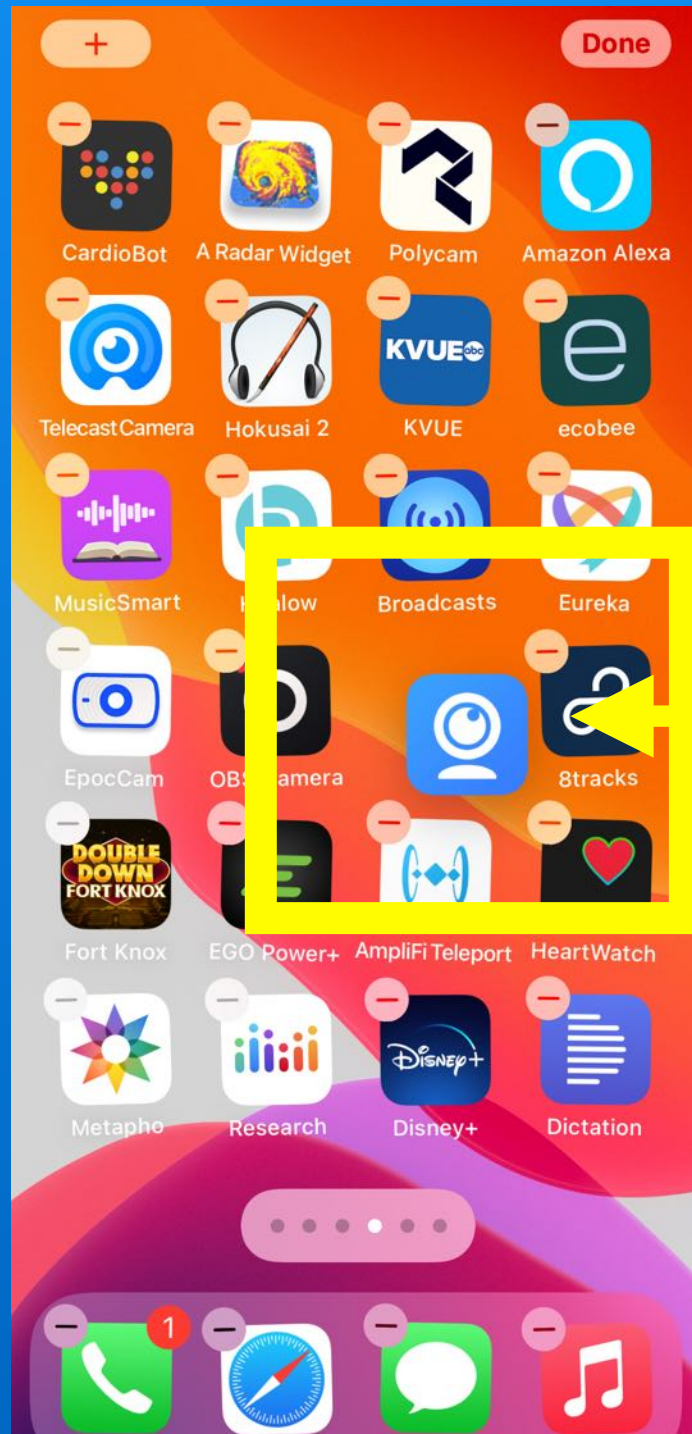 + Done
CardioBot A Radar Widget Polycam Amazon Alexa
KVUE abc
TelecastCamera Hokusai 2 KVUE ecobee
MusicSmart Broadcasts Eureka
EpocCam 8tracks
DOUBLE
DOWN
FORT KNOX
Fort Knox EGO Power+ AmpliFi Teleport HeartWatch
Disney+
Metapho Research Disney+ Dictation
1